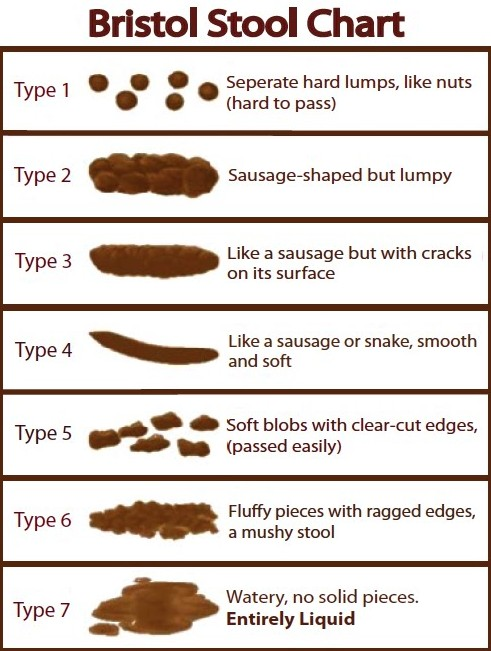 Bristol Stool Chart
Type 1
Seperate hard lumps, like nuts
(hard to pass)
Type 2
Sausage-shaped but lumpy
Type 3
Like a sausage but with cracks
on its surface
Type 4
Like a sausage or snake, smooth
and soft
Type 5
Soft blobs with clear-cut edges,
(passed easily)
Type 6
Fluffy pieces with ragged edges,
a mushy stool
Type 7
Watery, no solid pieces.
Entirely Liquid